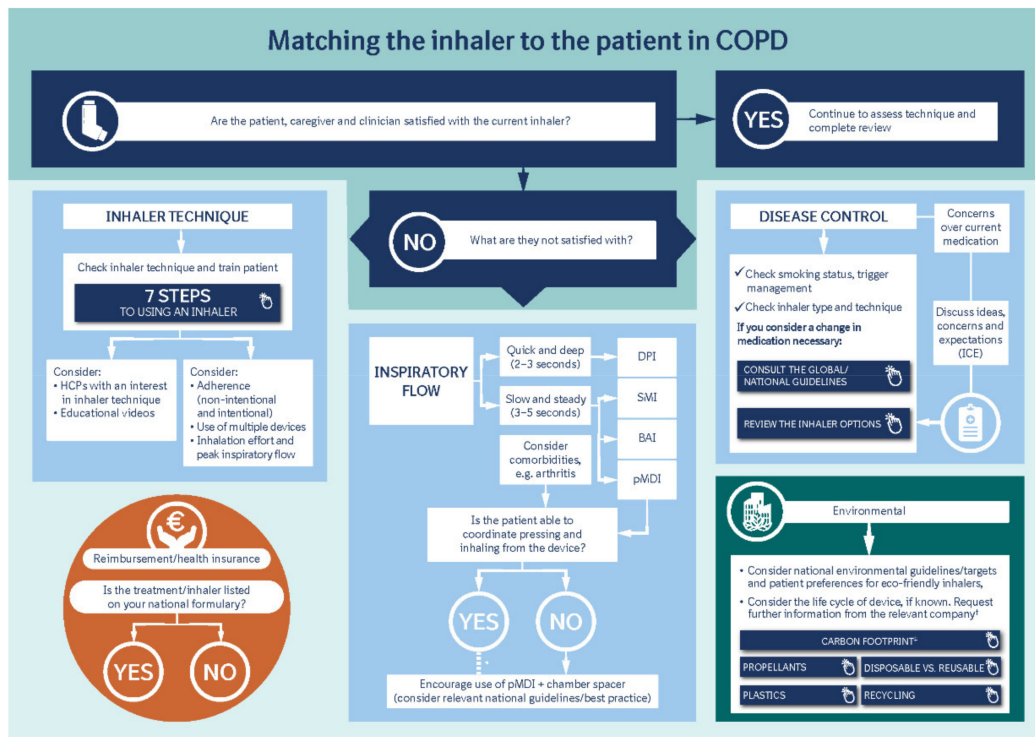 Matching the inhaler to the patient in COPD
Are the patient, caregiver and clinician satisfied with the current inhaler?
YES
Continue to assess technique and
complete review
NO
What are they not satisfied with?
INHALER TECHNIQUE
Check inhaler technique and train patient
7 STEPS
TO USING AN INHALER
Consider:
• HCPs with an interest
in inhaler technique
• Educational videos
Consider:
• Adherence
(non-intentional
and intentional)
• Use of multiple devices
• Inhalation effort and
peak inspiratory flow
€
Reimbursement/health insurance
Is the treatment/inhaler listed
on your national formulary?
YES
NO
INSPIRATORY
FLOW
Quick and deep
(2–3 seconds)
Slow and steady
(3–5 seconds)
DPI
SMI
BAI
pMDI
Consider
comorbidities,
e.g. arthritis
Is the patient able to
coordinate pressing and
inhaling from the device?
YES
NO
Encourage use of pMDI + chamber spacer
(consider relevant national guidelines/best practice)
DISEASE CONTROL
Concerns
over current
medication
✓Check smoking status, trigger
management
✓Check inhaler type and technique
If you consider a change in
medication necessary:
CONSULT THE GLOBAL/
NATIONAL GUIDELINES
REVIEW THE INHALER OPTIONS
Discuss ideas,
concerns and
expectations
(ICE)
Environmental
• Consider national environmental guidelines/targets
and patient preferences for eco-friendly inhalers,
• Consider the life cycle of device, if known. Request
further information from the relevant company
CARBON FOOTPRINT
PROPELLANTS
DISPOSABLE VS. REUSABLE
PLASTICS
RECYCLING